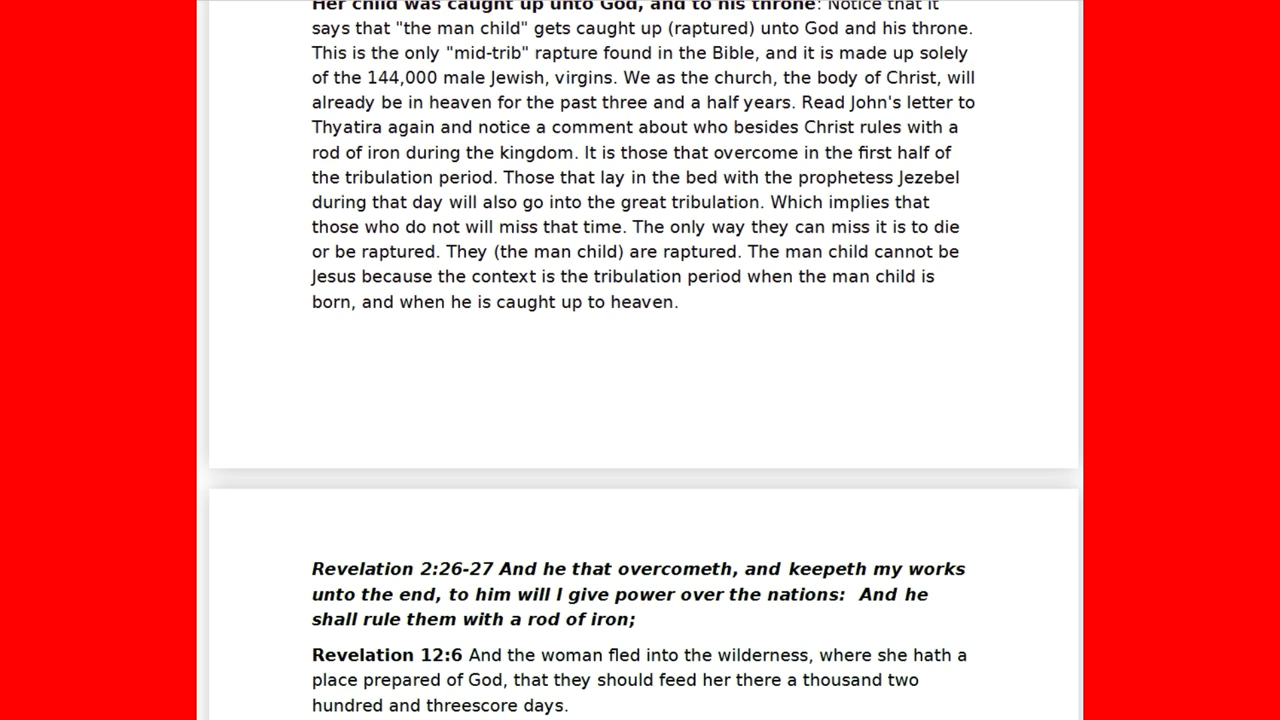 Her child was caught up unto God, and to his throne: Notice that it
says that "the man child" gets caught up (raptured) unto God and his throne.
This is the only "mid-trib" rapture found in the Bible, and it is made up solely
of the 144,000 male Jewish, virgins. We as the church, the body of Christ, will
already be in heaven for the past three and a half years. Read John's letter to
Thyatira again and notice a comment about who besides Christ rules with a
rod of iron during the kingdom. It is those that overcome in the first half of
the tribulation period. Those that lay in the bed with the prophetess Jezebel
during that day will also go into the great tribulation. Which implies that
those who do not will miss that time. The only way they can miss it is to die
or be raptured. They (the man child) are raptured. The man child cannot be
Jesus because the context is the tribulation period when the man child is
born, and when he is caught up to heaven.
Revelation 2:26-27 And he that overcometh, and keepeth my works
unto the end, to him will I give power over the nations:  And he
shall rule them with a rod of iron;
Revelation 12:6 And the woman fled into the wilderness, where she hath a
place prepared of God, that they should feed her there a thousand two
hundred and threescore days.